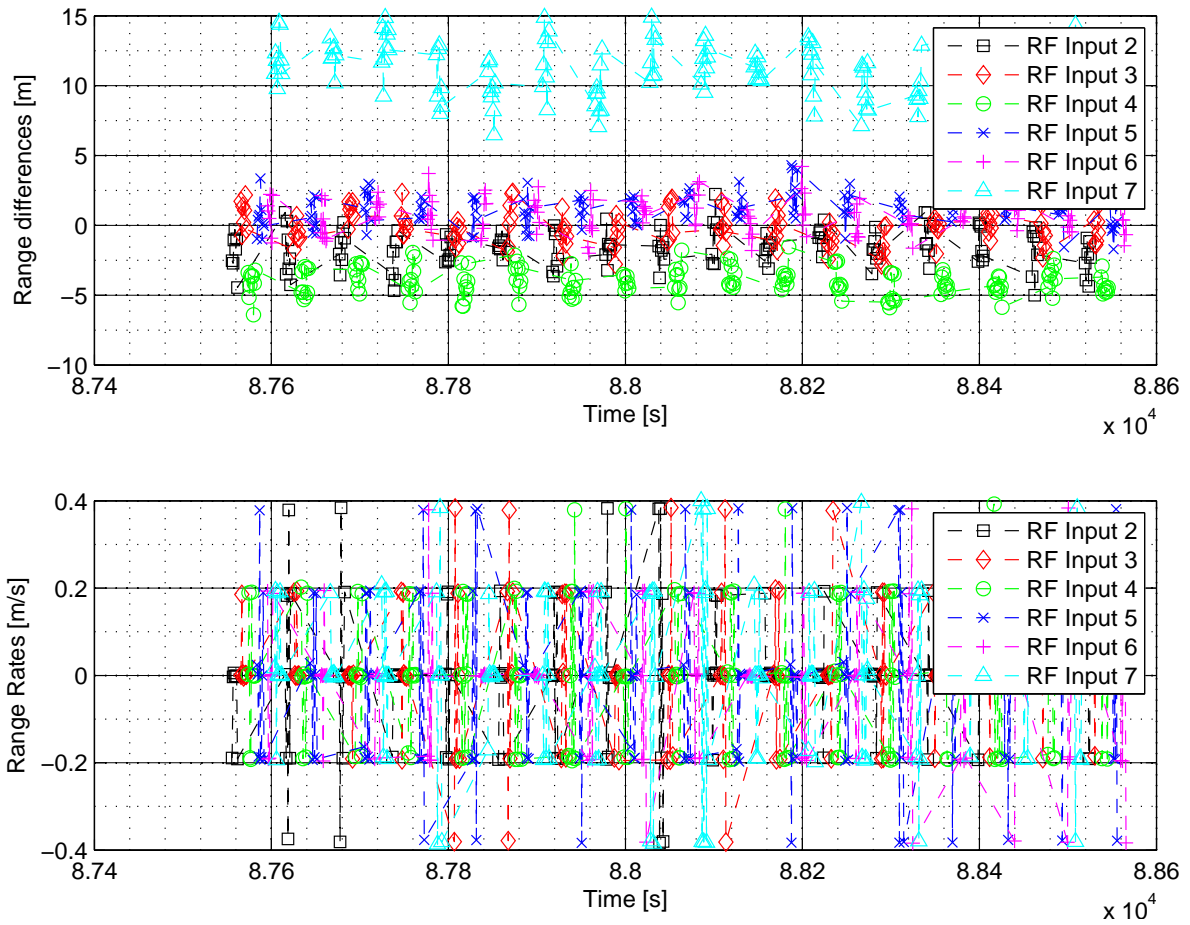 15
10
5
0
−5
−10
Range differences [m]
8.74
8.76
8.78
8.8
8.82
8.84
8.86
Time [s]
x 10^4
RF Input 2
RF Input 3
RF Input 4
RF Input 5
RF Input 6
RF Input 7
0.4
0.2
0
−0.2
−0.4
Range Rates [m/s]
8.74
8.76
8.78
8.8
8.82
8.84
8.86
Time [s]
x 10^4
RF Input 2
RF Input 3
RF Input 4
RF Input 5
RF Input 6
RF Input 7